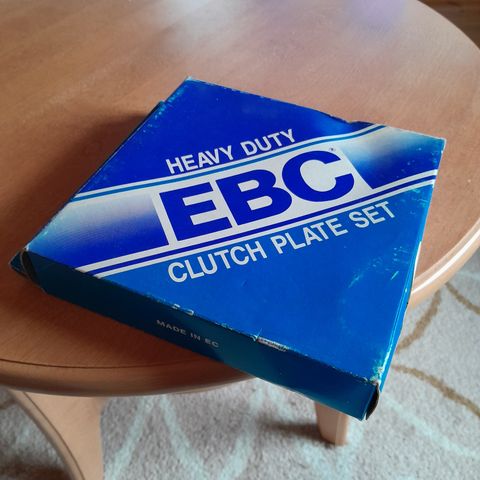 HEAVY DUTY
EBC
CLUTCH PLATE SET
MADE IN EC